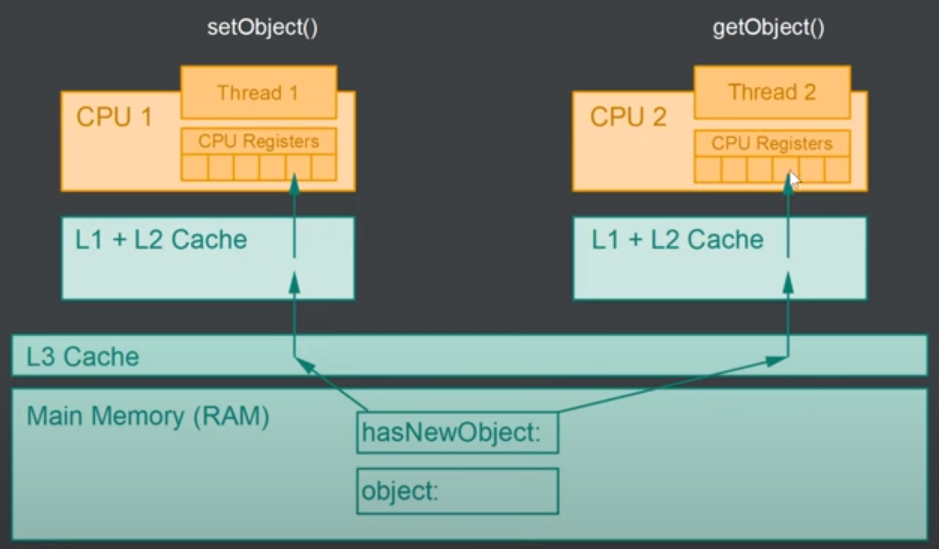 setObject()
getObject()
Thread 1
CPU 1
CPU Registers
Thread 2
CPU 2
CPU Registers
L1 + L2 Cache
L1 + L2 Cache
L3 Cache
Main Memory (RAM)
hasNewObject:
object: